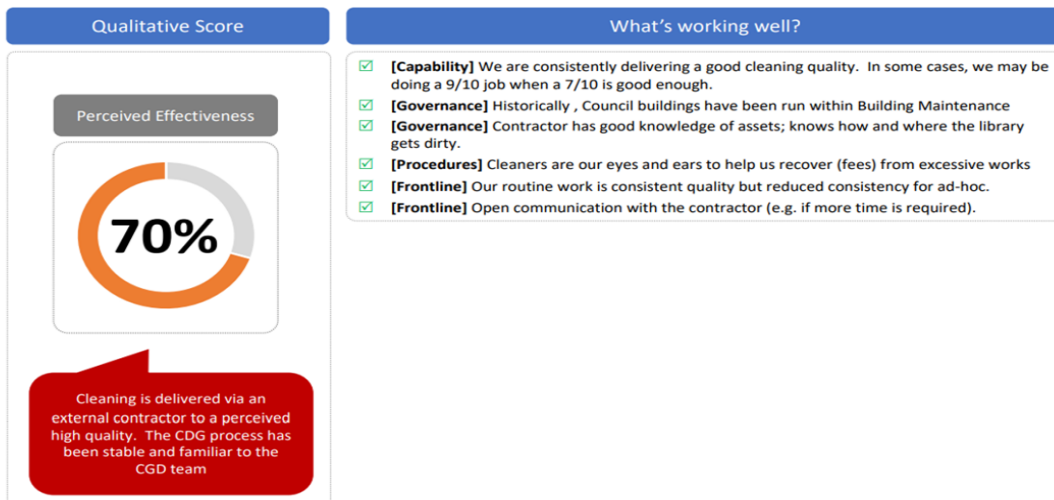 Qualitative Score
Perceived Effectiveness
70%
Cleaning is delivered via an
external contractor to a perceived
high quality.  The CDG process has
been stable and familiar to the
CGD team
What's working well?
[Capability] We are consistently delivering a good cleaning quality.  In some cases, we may be
doing a 9/10 job when a 7/10 is good enough.
[Governance] Historically , Council buildings have been run within Building Maintenance
[Governance] Contractor has good knowledge of assets; knows how and where the library
gets dirty.
[Procedures] Cleaners are our eyes and ears to help us recover (fees) from excessive works
[Frontline] Our routine work is consistent quality but reduced consistency for ad-hoc.
[Frontline] Open communication with the contractor (e.g. if more time is required).